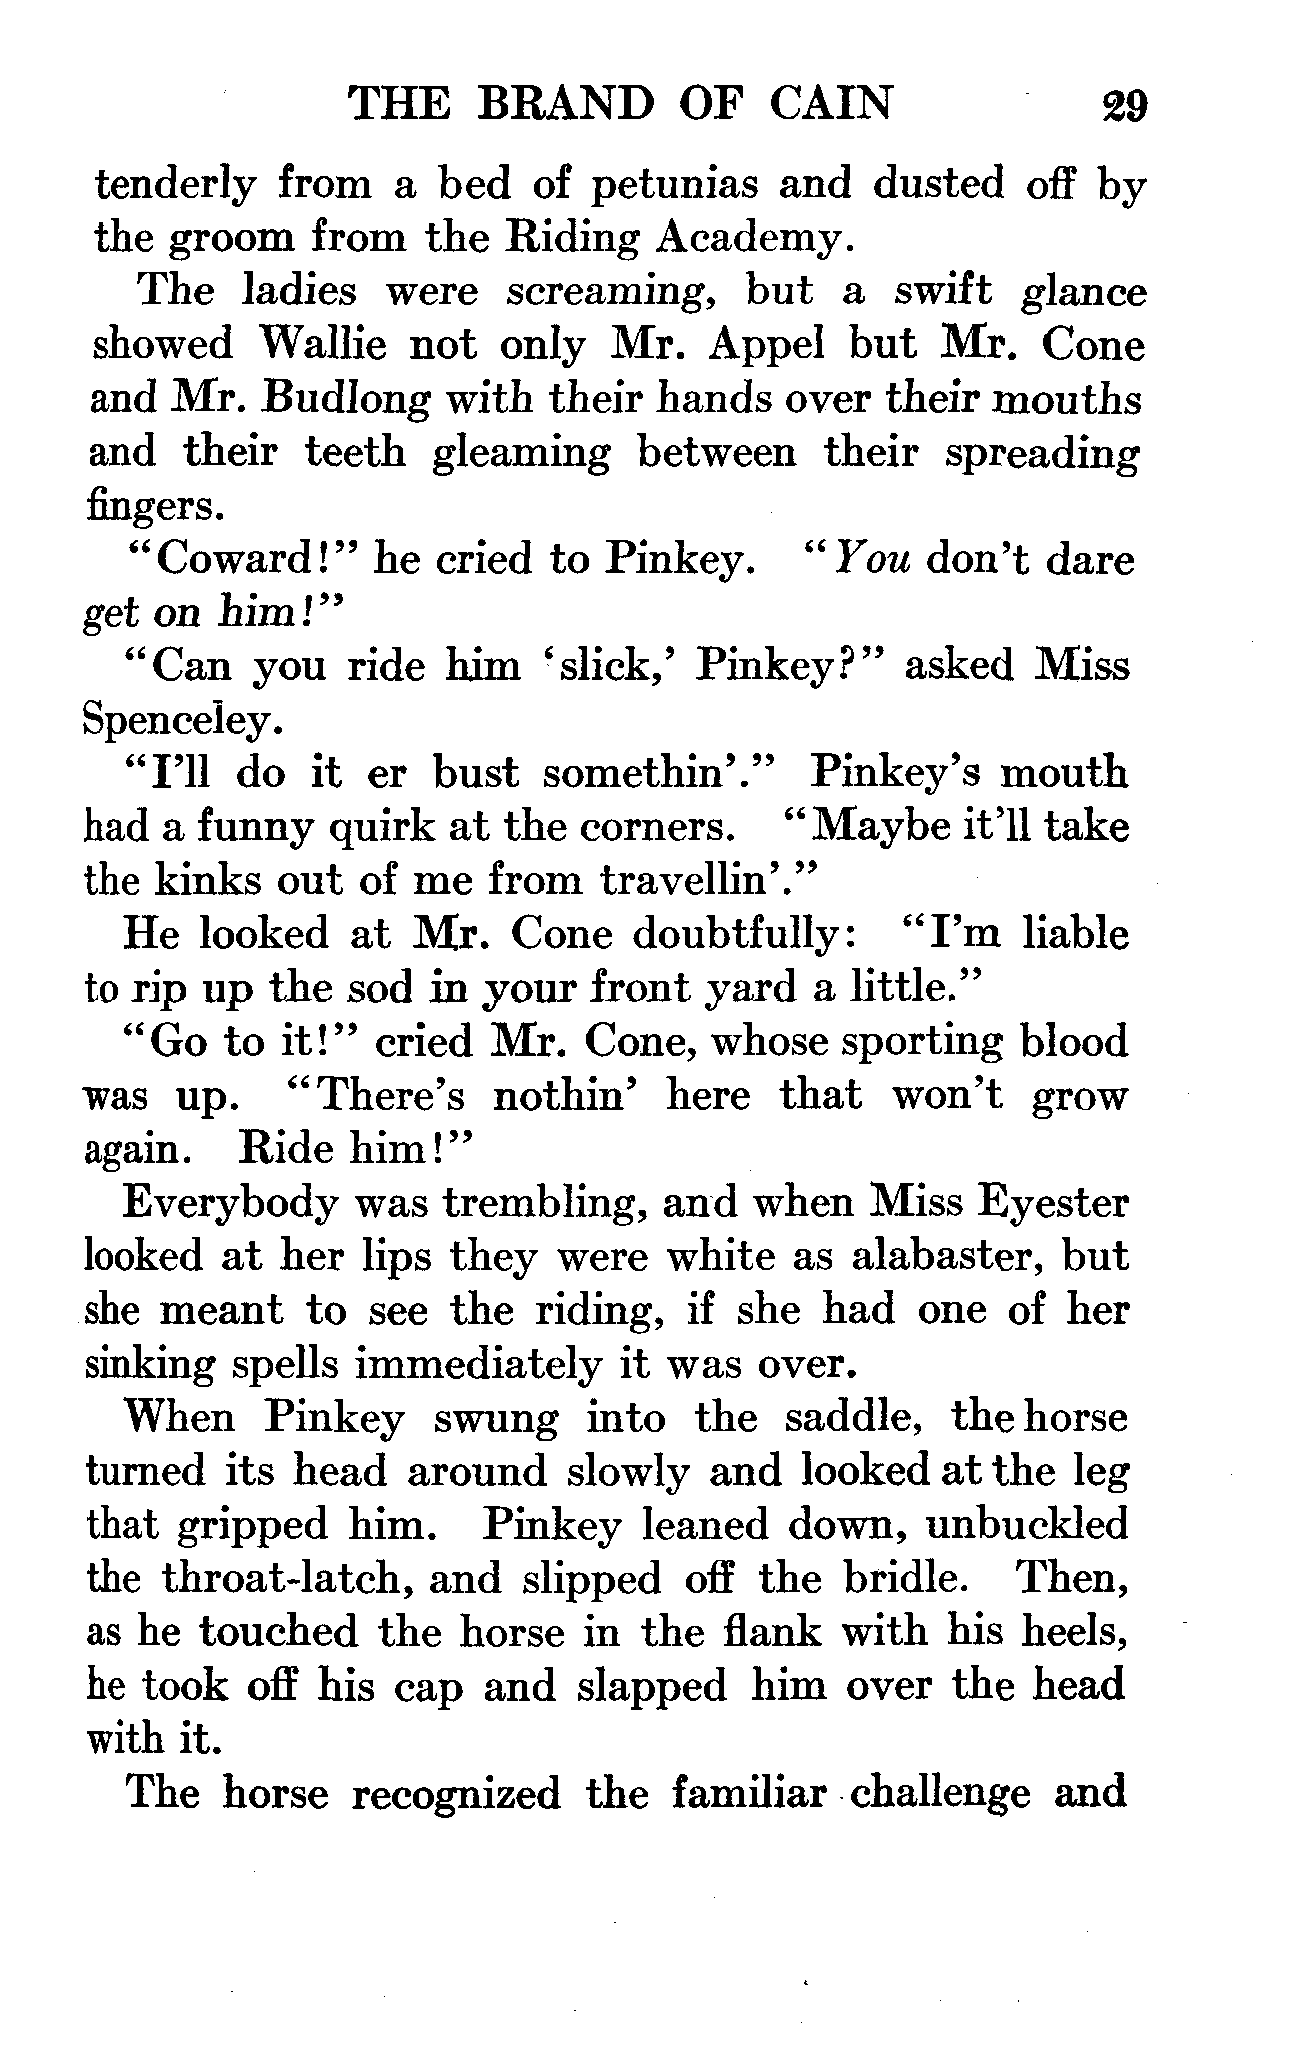 THE BRAND OF CAIN 29
tenderly from a bed of petunias and dusted off by
the groom from the Riding Academy.
The ladies were screaming, but a swift glance
showed Wallie not only Mr. Appel but Mr. Cone
and Mr. Budlong with their hands over their mouths
and their teeth gleaming between their spreading
fingers.
“Coward!” he cried to Pinkey. “You don’t dare
get on him!”
“Can you ride him ‘slick,’ Pinkey?” asked Miss
Spenceley.
“I’ll do it er bust somethin’.” Pinkey’s mouth
had a funny quirk at the corners. “Maybe it’ll take
the kinks out of me from travellin’.”
He looked at Mr. Cone doubtfully: “I’m liable
to rip up the sod in your front yard a little.”
“Go to it!” cried Mr. Cone, whose sporting blood
was up. “There’s nothin’ here that won’t grow
again. Ride him!”
Everybody was trembling, and when Miss Eyester
looked at her lips they were white as alabaster, but
she meant to see the riding, if she had one of her
sinking spells immediately it was over.
When Pinkey swung into the saddle, the horse
turned its head around slowly and looked at the leg
that gripped him. Pinkey leaned down, unbuckled
the throat-latch, and slipped off the bridle. Then,
as he touched the horse in the flank with his heels,
he took off his cap and slapped him over the head
with it.
The horse recognized the familiar challenge and